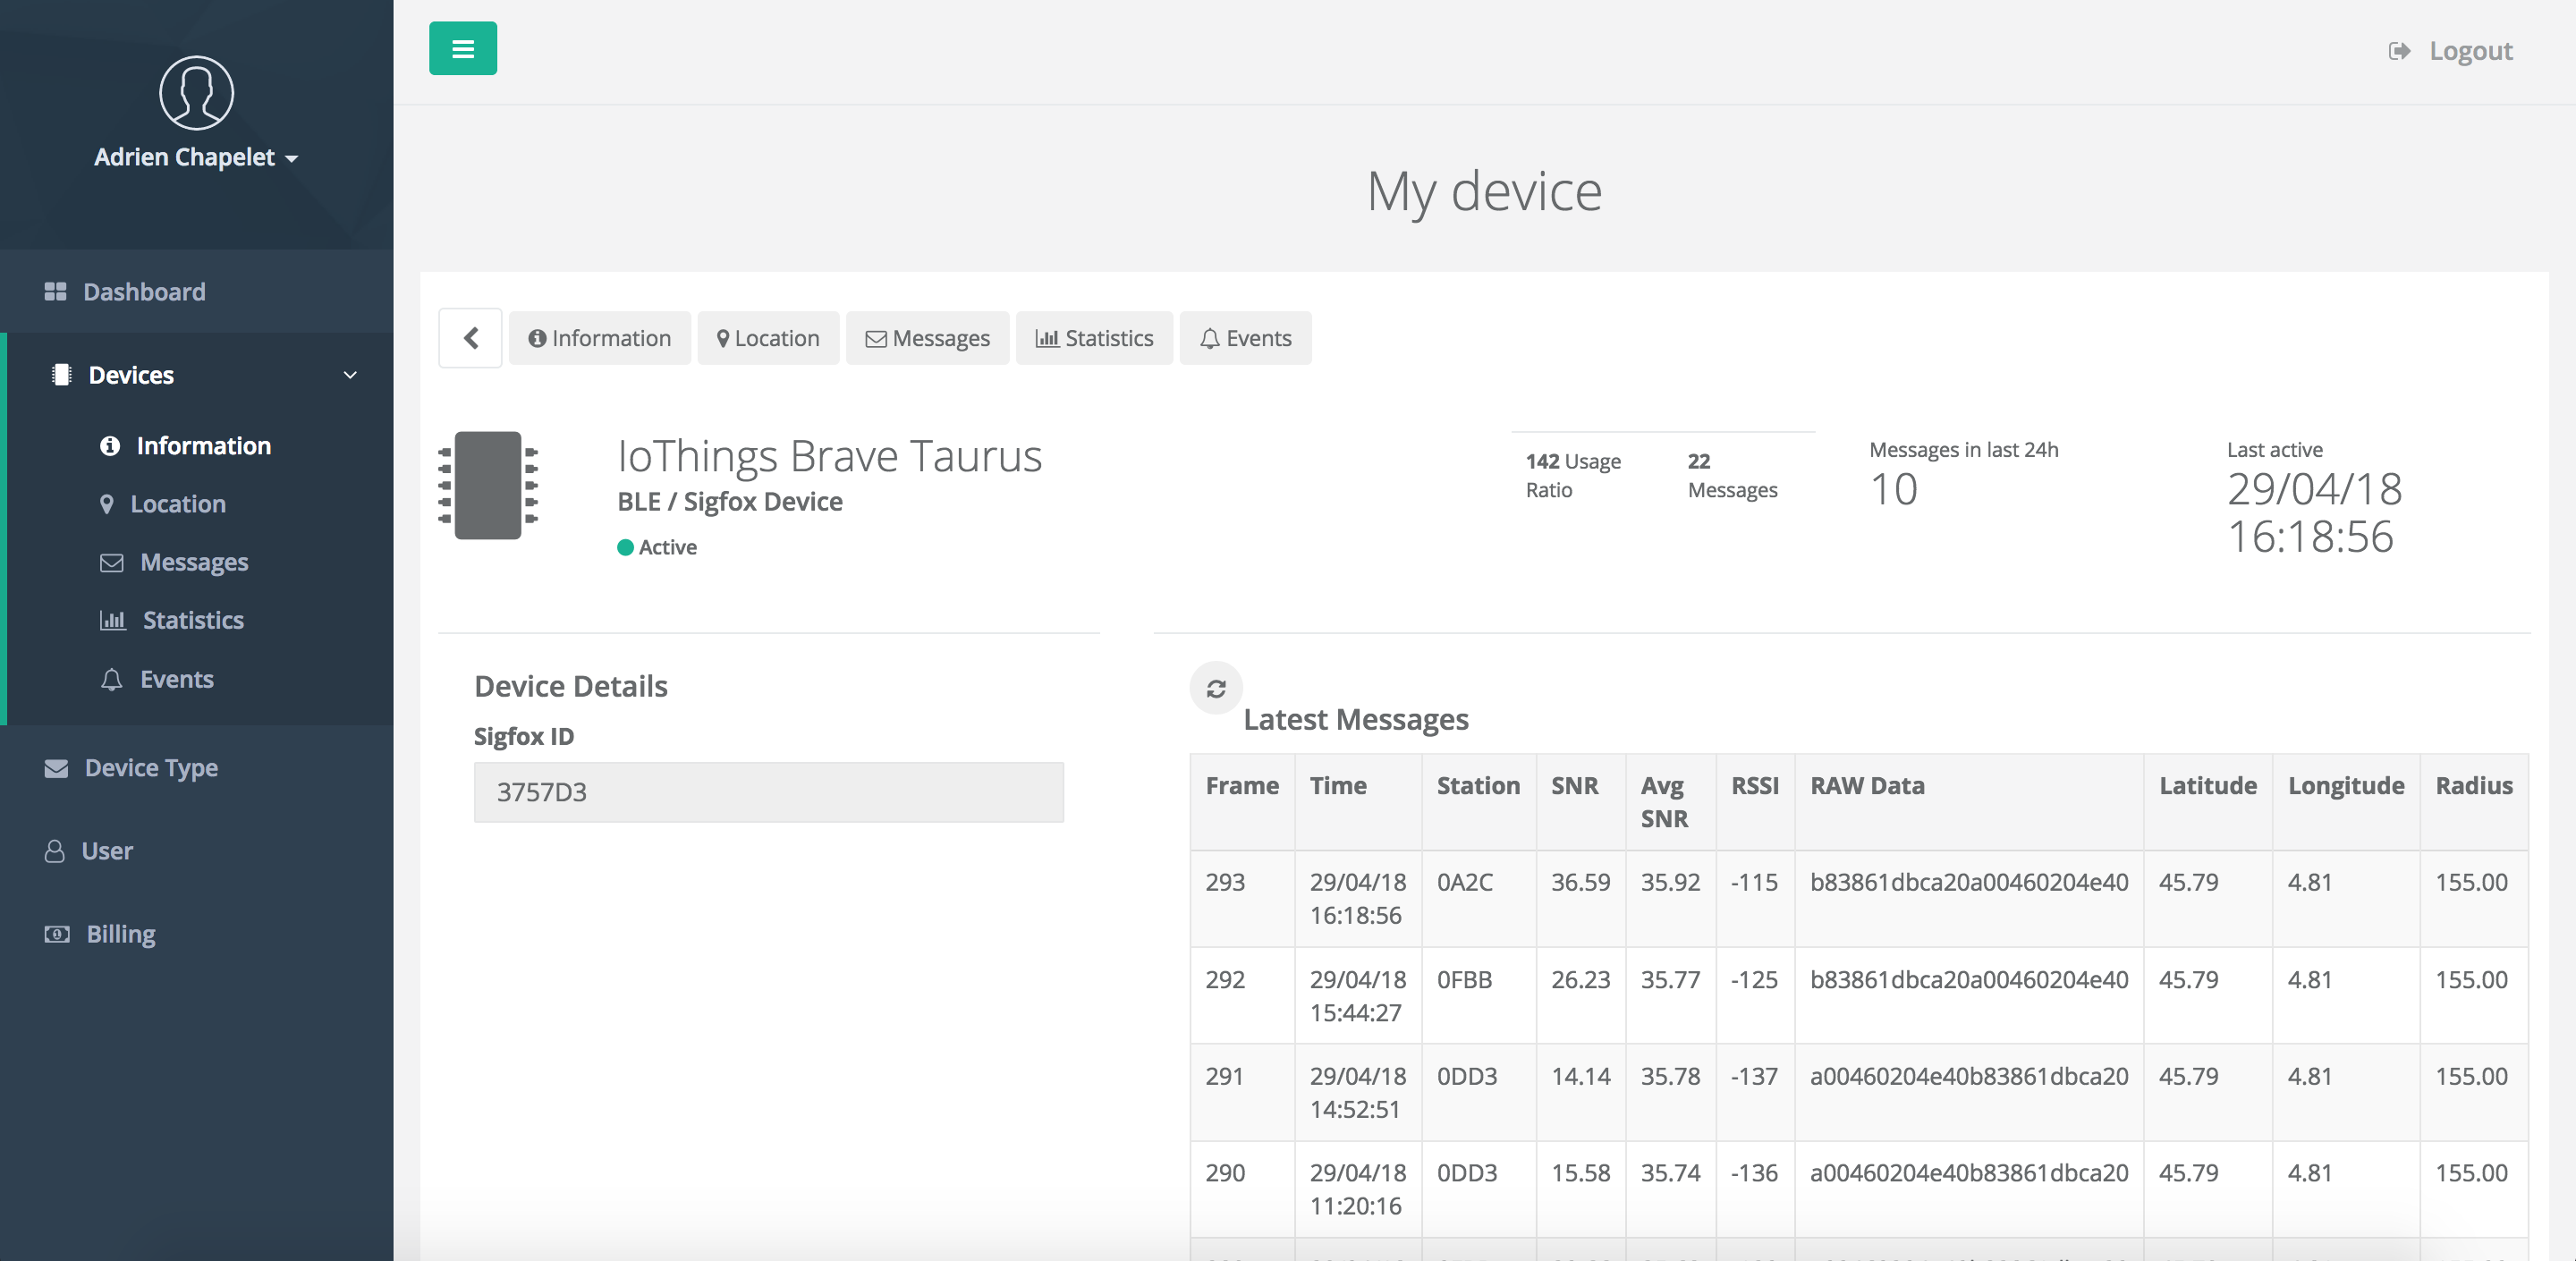 Logout
Adrien Chapelet
My device
Dashboard
Devices
Information
Location
Messages
Statistics
Events
Device Type
User
Billing
Information Location Messages Statistics Events
IoThings Brave Taurus
BLE / Sigfox Device
Active
142 Usage Ratio
22 Messages
Messages in last 24h
10
Last active
29/04/18
16:18:56
Device Details
Sigfox ID
3757D3
Latest Messages
Frame Time Station SNR Avg SNR RSSI RAW Data Latitude Longitude Radius
293 29/04/18 16:18:56 0A2C 36.59 35.92 -115 b83861dbca20a00460204e40 45.79 4.81 155.00
292 29/04/18 15:44:27 0FBB 26.23 35.77 -125 b83861dbca20a00460204e40 45.79 4.81 155.00
291 29/04/18 14:52:51 0DD3 14.14 35.78 -137 a00460204e40b83861dbca20 45.79 4.81 155.00
290 29/04/18 11:20:16 0DD3 15.58 35.74 -136 a00460204e40b83861dbca20 45.79 4.81 155.00